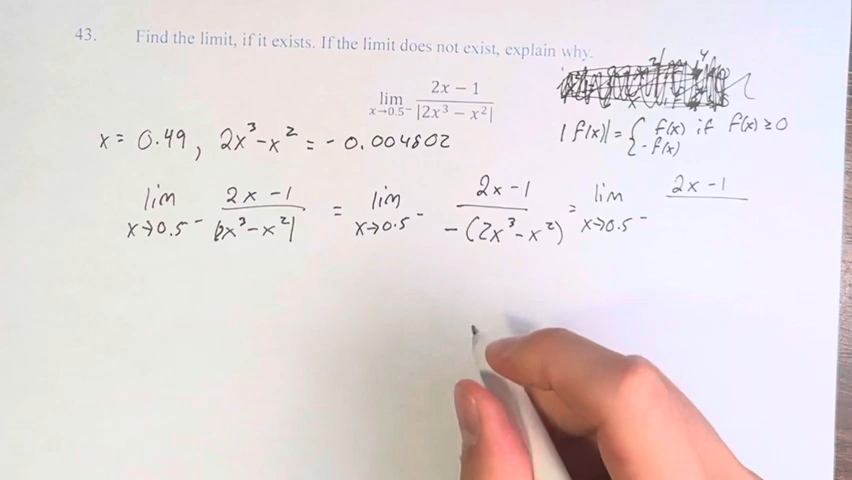 43. Find the limit, if it exists. If the limit does not exist, explain why.
lim x→0.5⁻ (2x − 1)/|2x³ − x²|
x = 0.49, 2x³-x² = - 0.004802
|f(x)| = { f(x) if f(x) ≥ 0
-f(x)
lim x→0.5⁻ (2x-1)/|2x³-x²| = lim x→0.5⁻ (2x-1)/-(2x³-x²) = lim x→0.5⁻ 2x-1